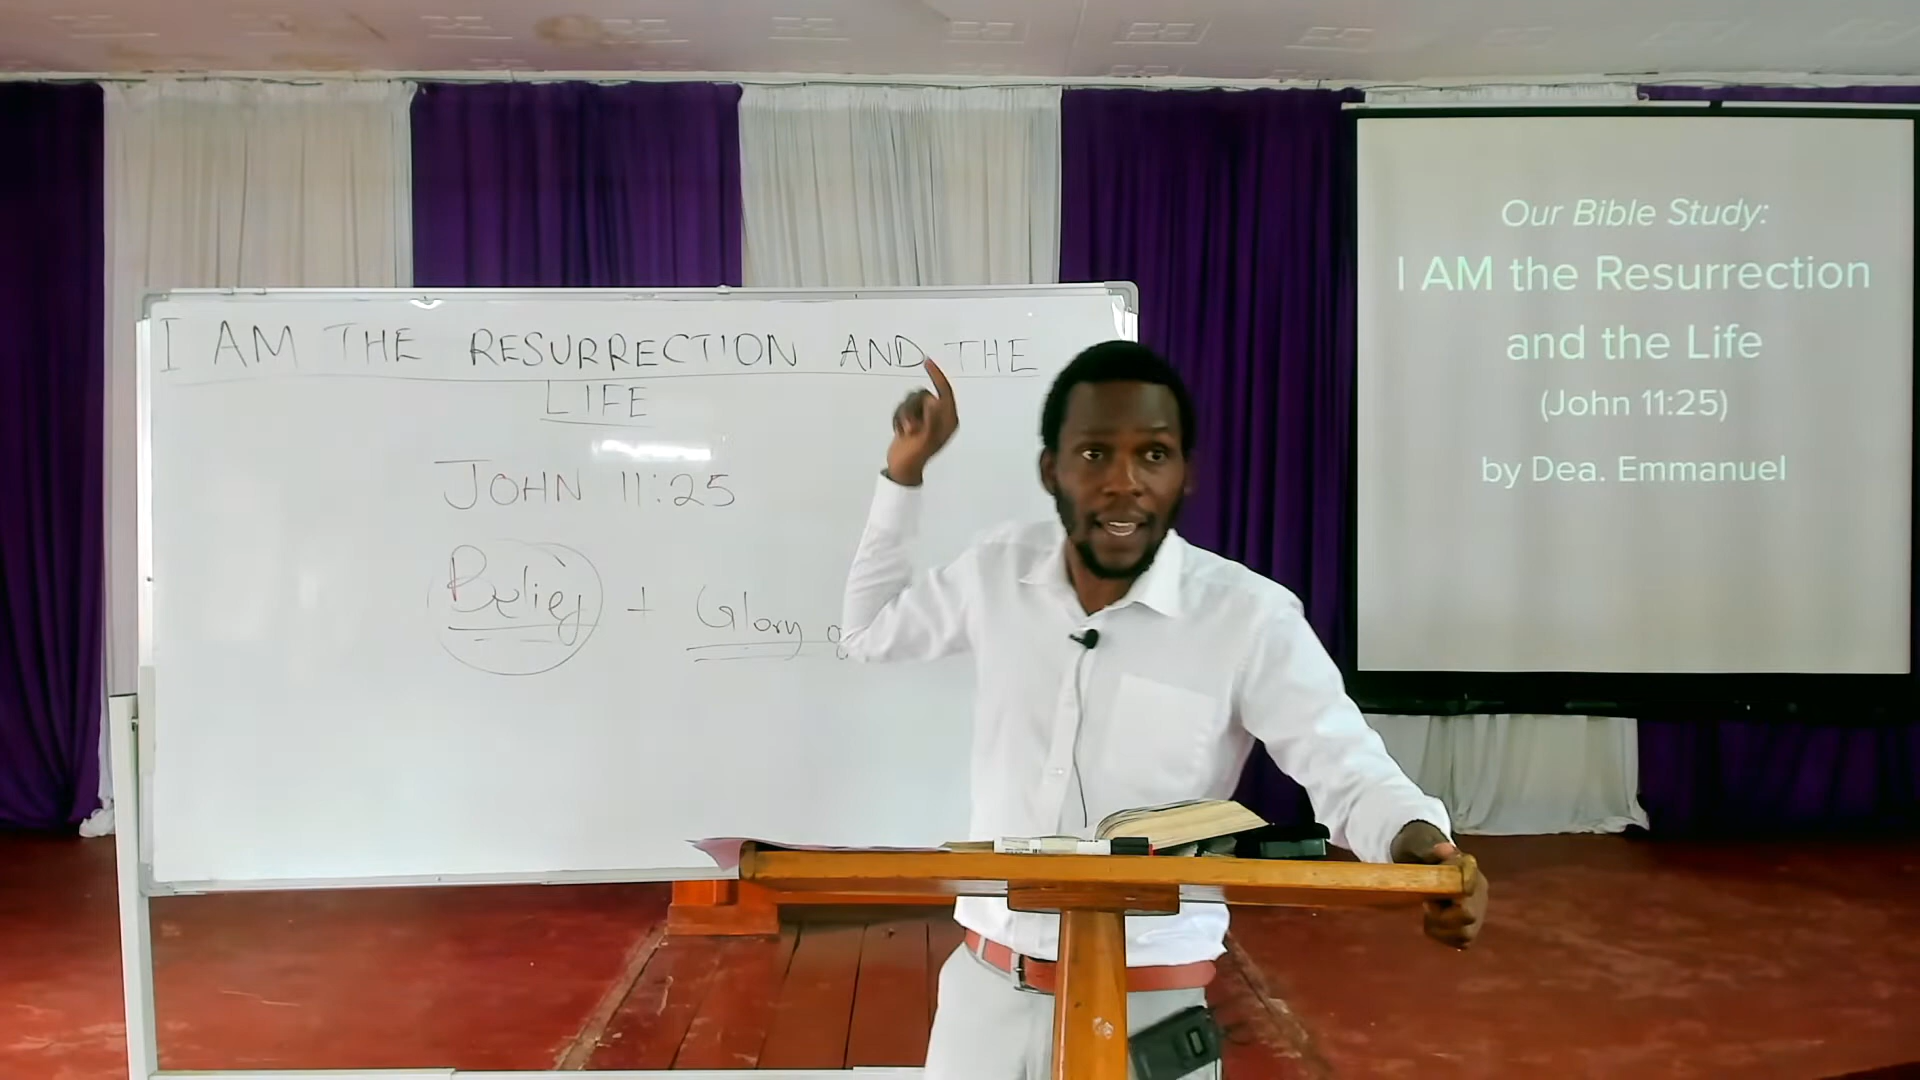 I AM THE RESURRECTION AND THE
LIFE
JOHN 11:25
Belief + Glory
Our Bible Study:
I AM the Resurrection
and the Life
(John 11:25)
by Dea. Emmanuel